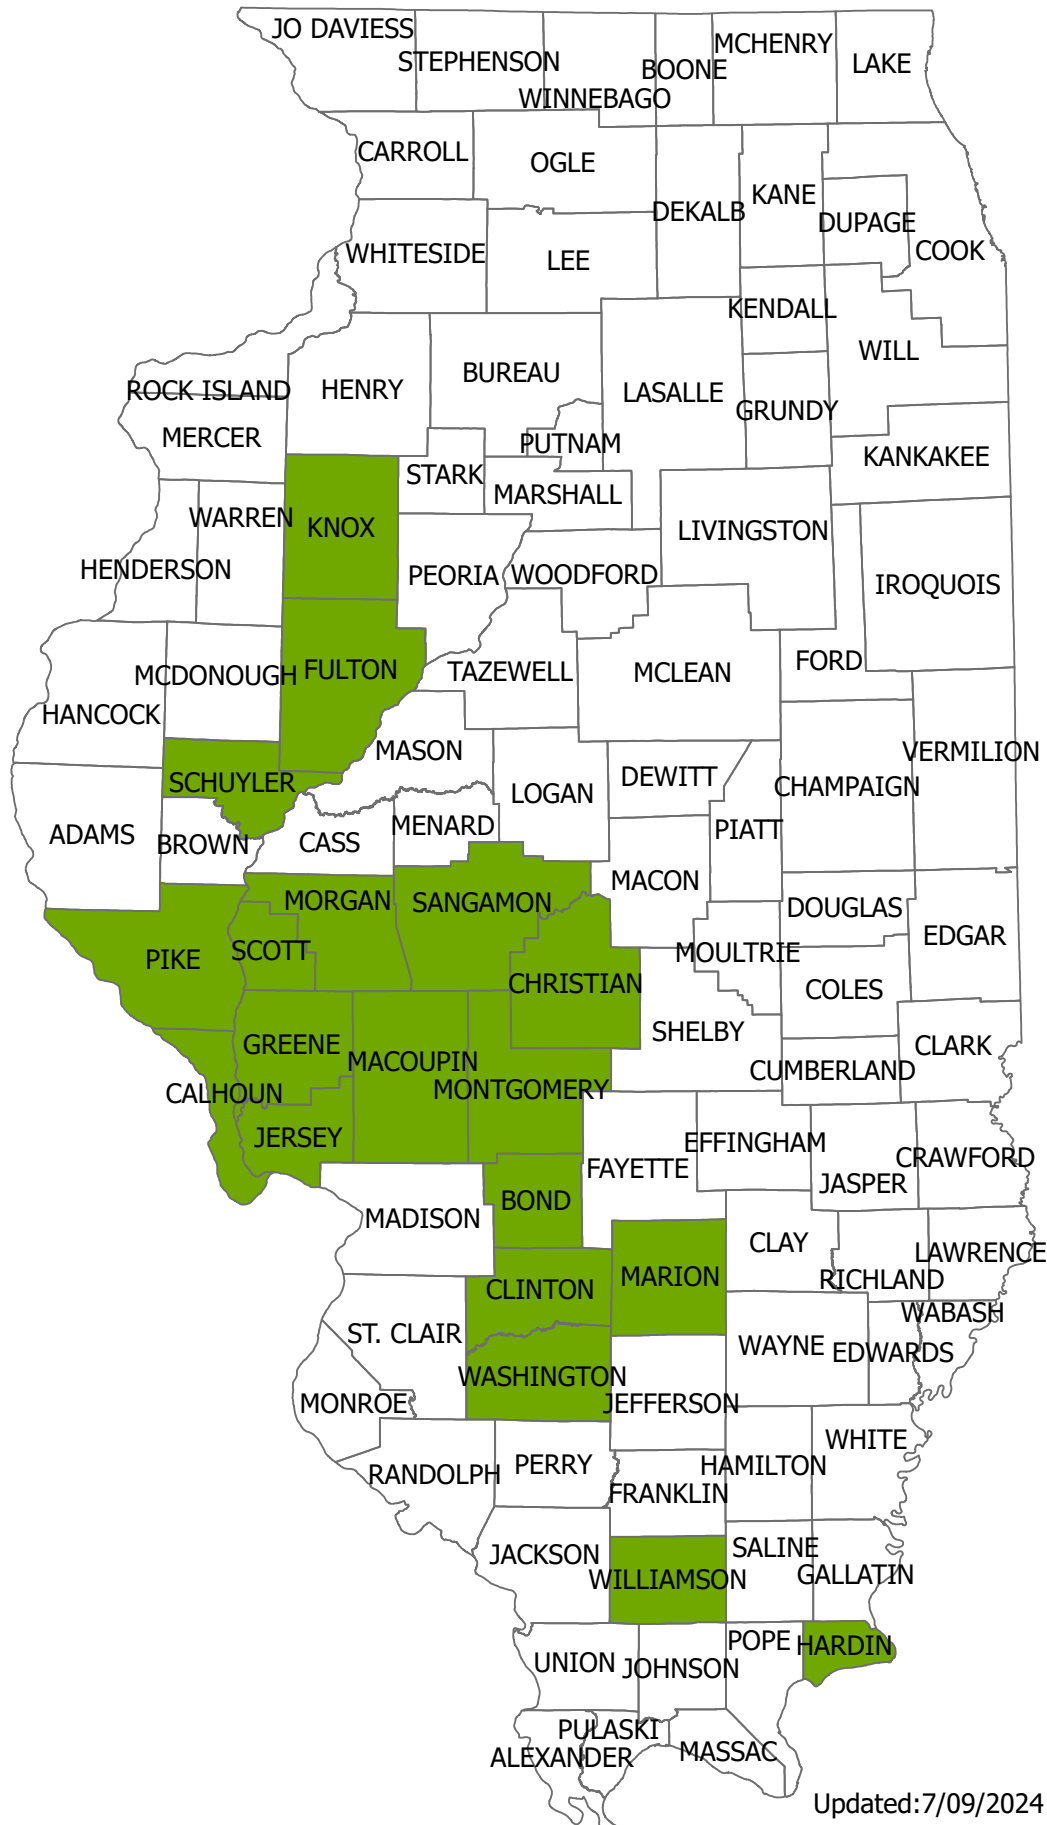 JO DAVIESS
STEPHENSON
WINNEBAGO
BOONE
MCHENRY
LAKE
CARROLL
OGLE
DEKALB
KANE
DUPAGE
COOK
WHITESIDE
LEE
KENDALL
WILL
ROCK ISLAND
HENRY
BUREAU
LASALLE
GRUNDY
MERCER
PUTNAM
KANKAKEE
STARK
MARSHALL
WARREN
KNOX
LIVINGSTON
HENDERSON
PEORIA
WOODFORD
IROQUOIS
MCDONOUGH
FULTON
TAZEWELL
MCLEAN
FORD
HANCOCK
MASON
VERMILION
SCHUYLER
LOGAN
DEWITT
CHAMPAIGN
ADAMS
BROWN
CASS
MENARD
PIATT
MACON
MORGAN
SANGAMON
DOUGLAS
EDGAR
PIKE
SCOTT
CHRISTIAN
MOULTRIE
COLES
GREENE
MACOUPIN
SHELBY
CLARK
CALHOUN
MONTGOMERY
CUMBERLAND
JERSEY
EFFINGHAM
FAYETTE
JASPER
CRAWFORD
MADISON
BOND
CLAY
LAWRENCE
CLINTON
MARION
RICHLAND
WABASH
ST. CLAIR
WAYNE
EDWARDS
WASHINGTON
MONROE
JEFFERSON
WHITE
RANDOLPH
PERRY
HAMILTON
FRANKLIN
JACKSON
WILLIAMSON
SALINE
GALLATIN
UNION
JOHNSON
POPE
HARDIN
PULASKI
ALEXANDER
MASSAC
Updated:7/09/2024